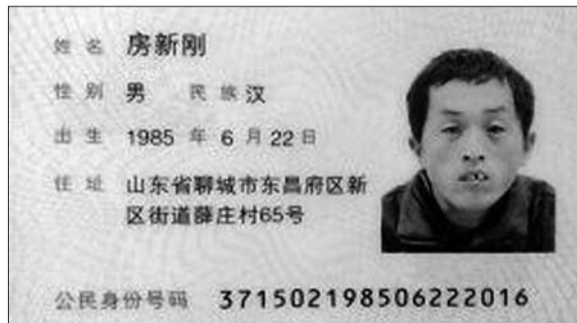 姓名 房新刚
性别 男 民族 汉
出生 1985 年 6 月 22 日
住址 山东省聊城市东昌府区新
区街道薛庄村65号
公民身份号码 371502198506222016